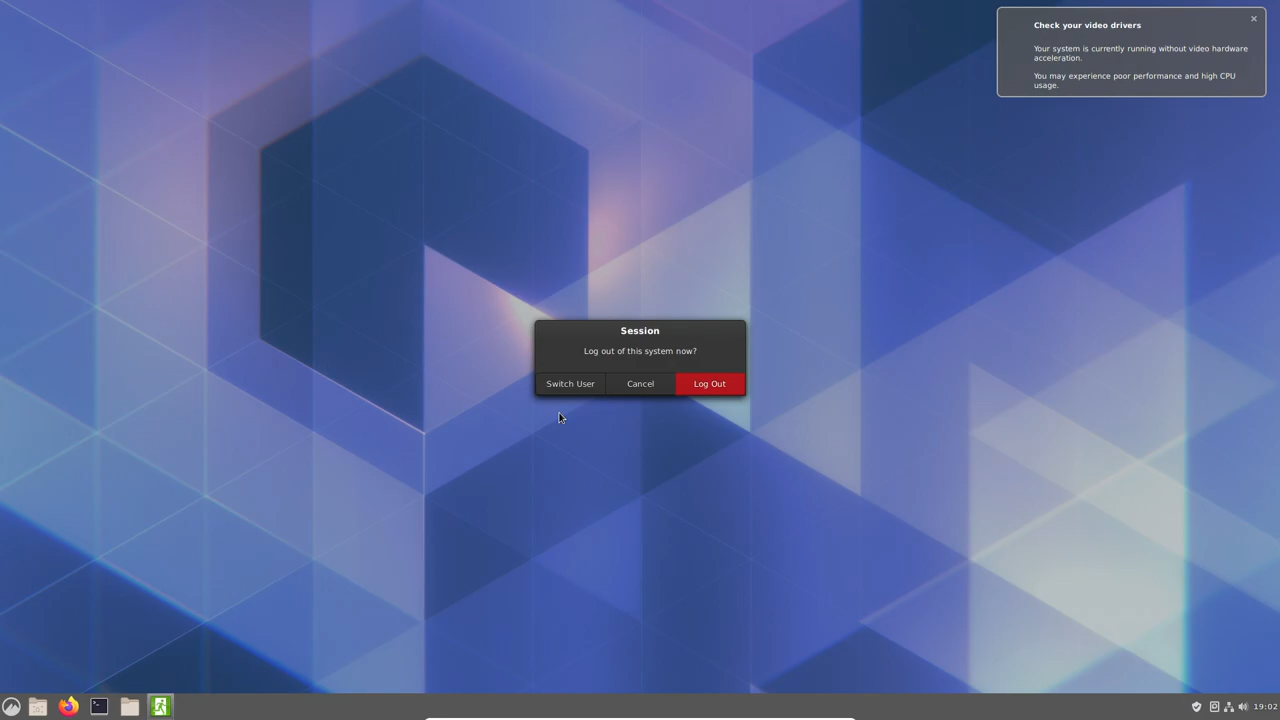 Check your video drivers
Your system is currently running without video hardware
acceleration.
You may experience poor performance and high CPU
usage.
Session
Log out of this system now?
Switch User
Cancel
Log Out
19:02